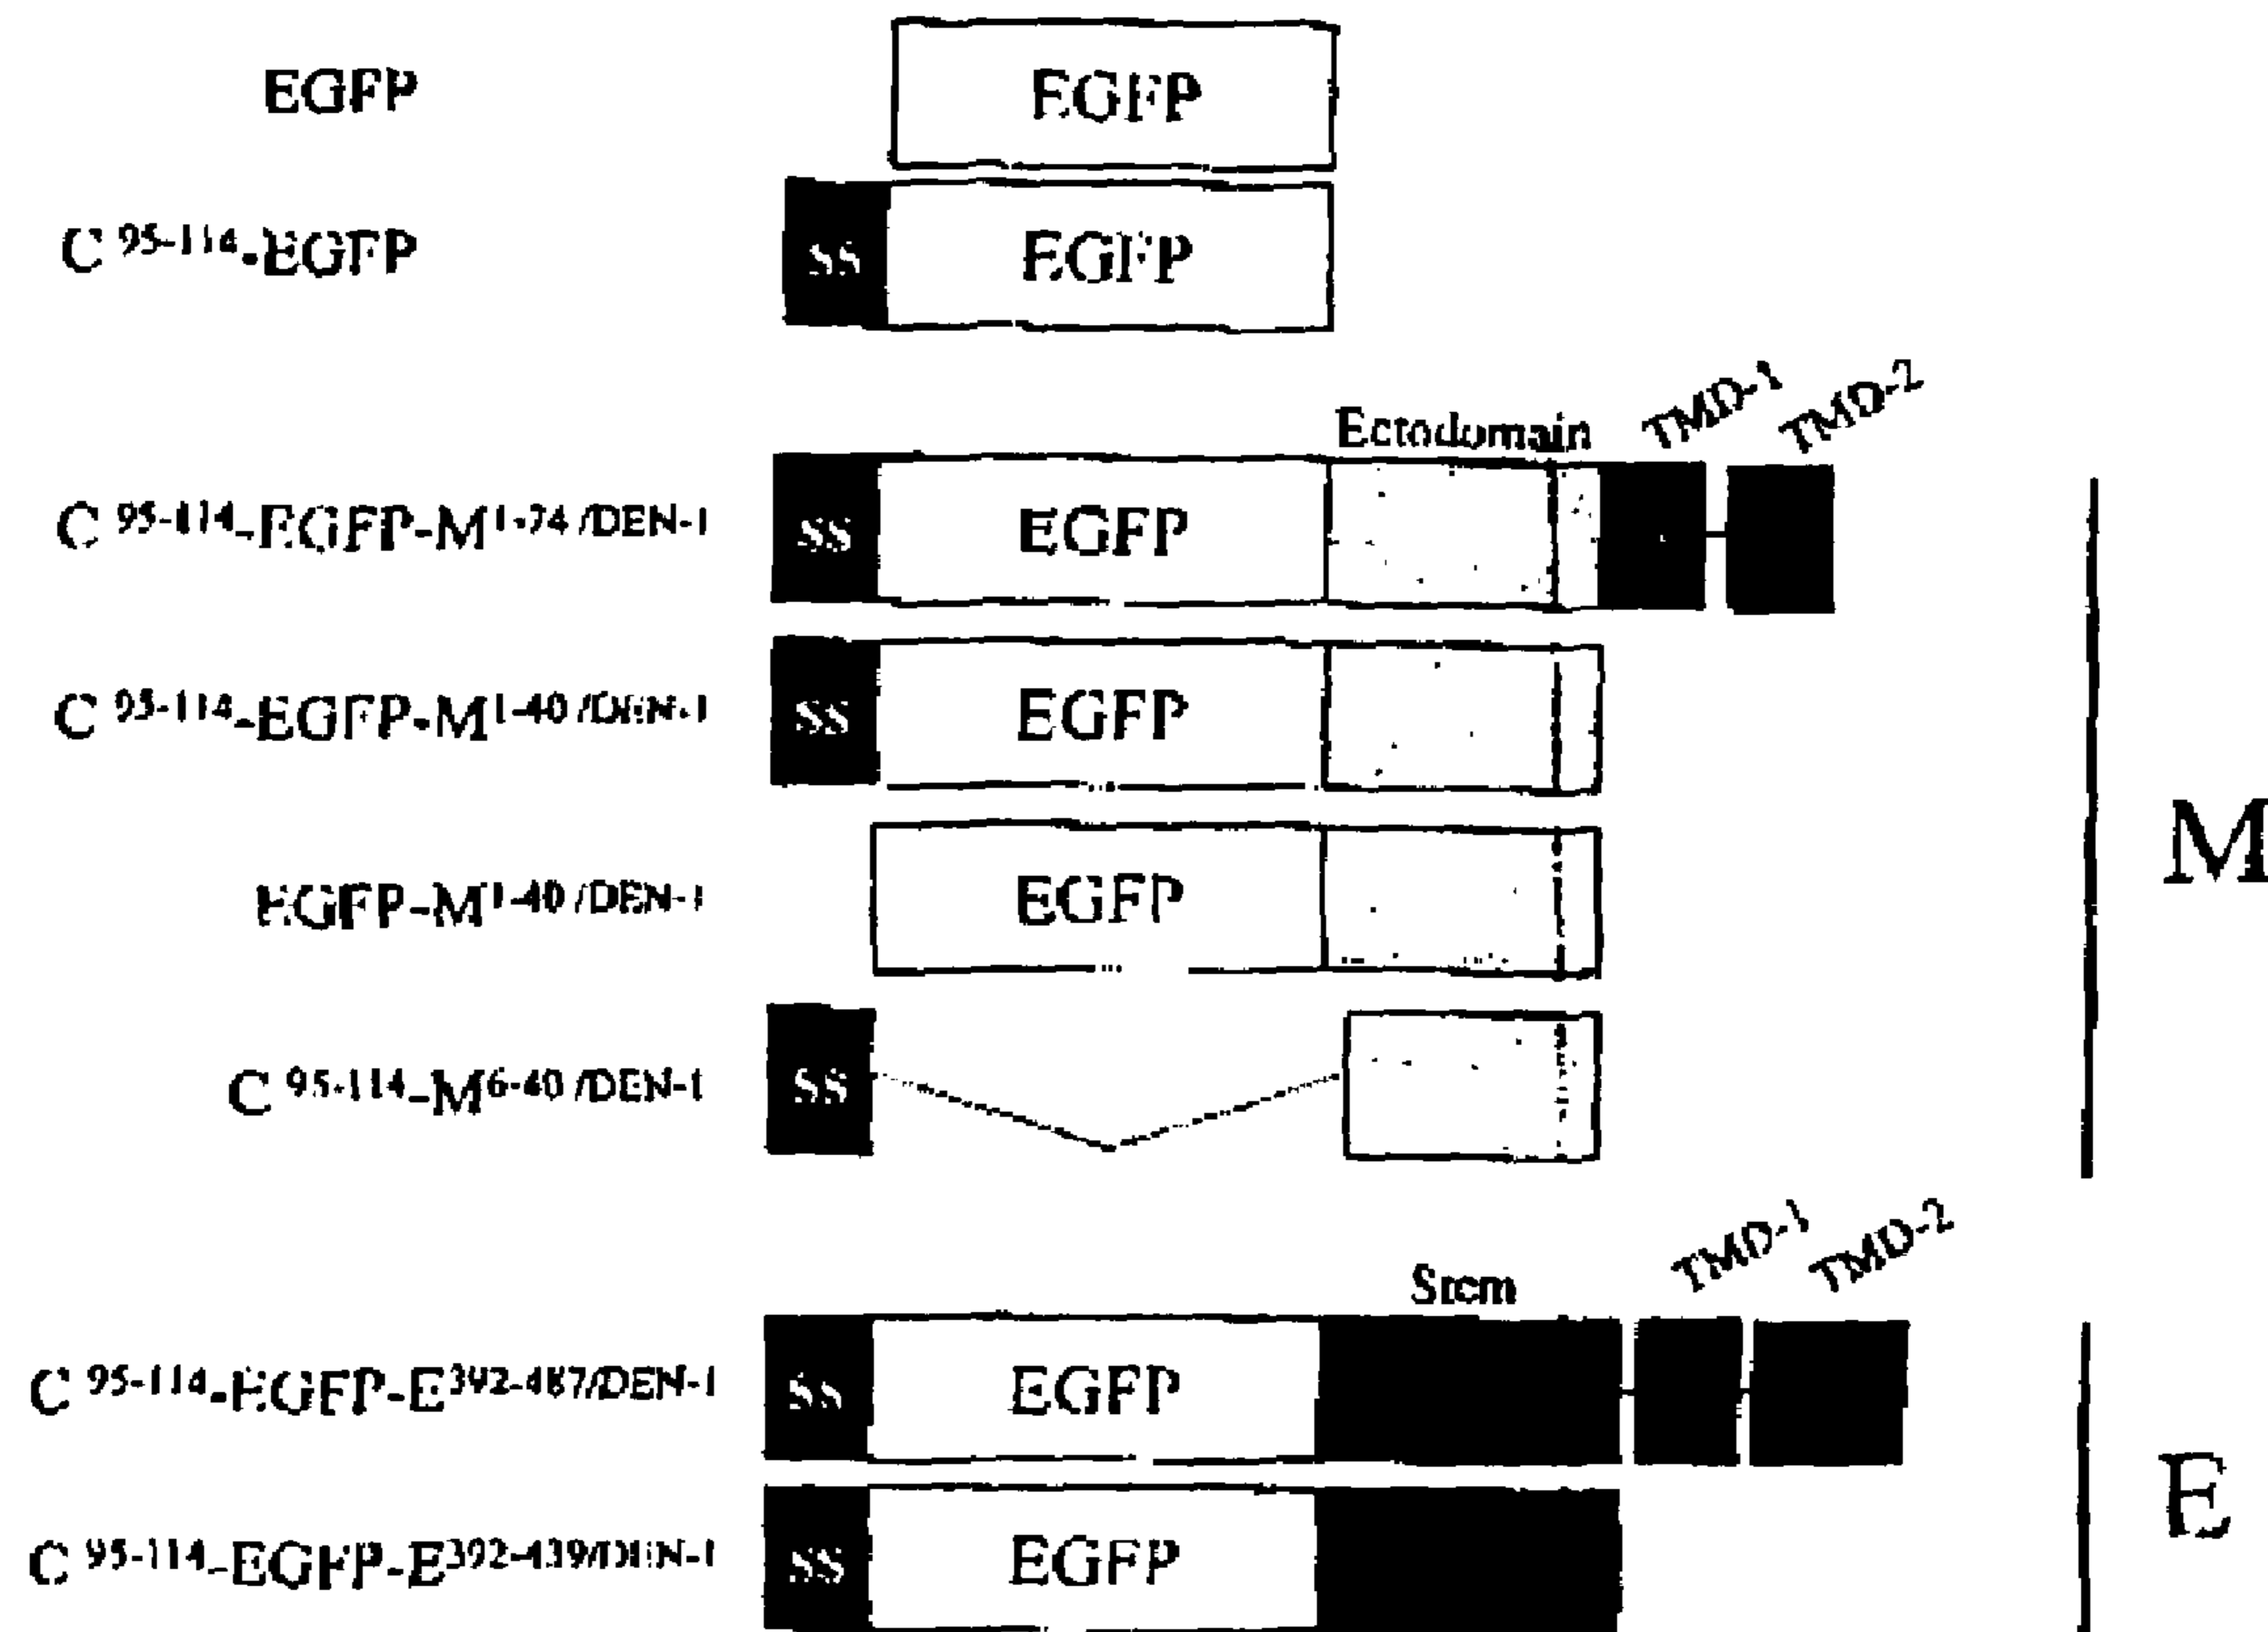 EGFP EGFP
C 95-114-EGFP SS EGFP
Ectodomain TMD-1 TMD-2
C 95-114-EGFP-M1-74/DEN-1 SS EGFP
C 95-114-EGFP-M1-40/DEN-1 SS EGFP
M
EGFP-M1-40/DEN-1 EGFP
C 95-114-M6-40/DEN-1 SS
Stem TMD-1 TMD-2
C 95-114-EGFP-E392-487/DEN-1 SS EGFP
E
C 95-114-EGFP-E392-439/DEN-1 SS EGFP